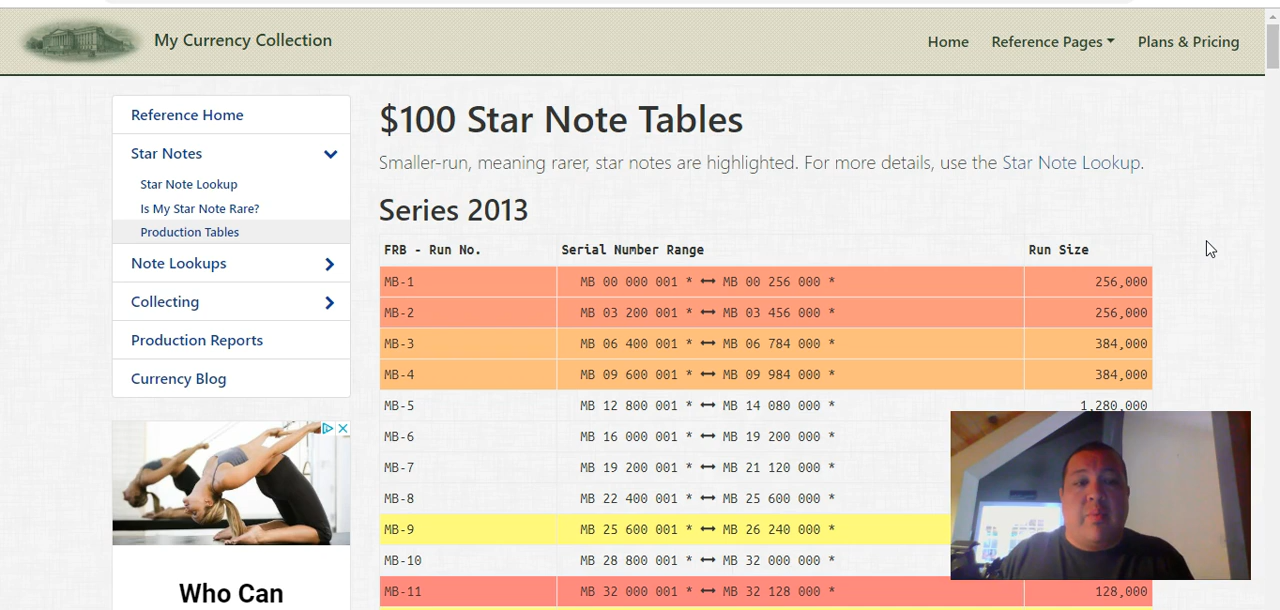 My Currency Collection
Home Reference Pages Plans & Pricing
Reference Home
Star Notes
Star Note Lookup
Is My Star Note Rare?
Production Tables
Note Lookups
Collecting
Production Reports
Currency Blog
Who Can
$100 Star Note Tables
Smaller-run, meaning rarer, star notes are highlighted. For more details, use the Star Note Lookup.
Series 2013
FRB - Run No. Serial Number Range Run Size
MB-1 MB 00 000 001 * ↔ MB 00 256 000 * 256,000
MB-2 MB 03 200 001 * ↔ MB 03 456 000 * 256,000
MB-3 MB 06 400 001 * ↔ MB 06 784 000 * 384,000
MB-4 MB 09 600 001 * ↔ MB 09 984 000 * 384,000
MB-5 MB 12 800 001 * ↔ MB 14 080 000 * 1,280,000
MB-6 MB 16 000 001 * ↔ MB 19 200 000 *
MB-7 MB 19 200 001 * ↔ MB 21 120 000 *
MB-8 MB 22 400 001 * ↔ MB 25 600 000 *
MB-9 MB 25 600 001 * ↔ MB 26 240 000 *
MB-10 MB 28 800 001 * ↔ MB 32 000 000 *
MB-11 MB 32 000 001 * ↔ MB 32 128 000 * 128,000